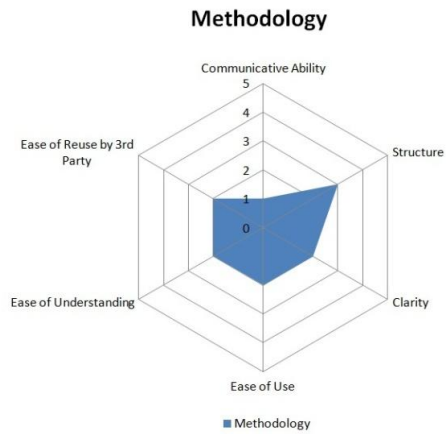 Methodology
Communicative Ability
5
4
3
2
1
0
Structure
Clarity
Ease of Use
Ease of Understanding
Ease of Reuse by 3rd
Party
Methodology